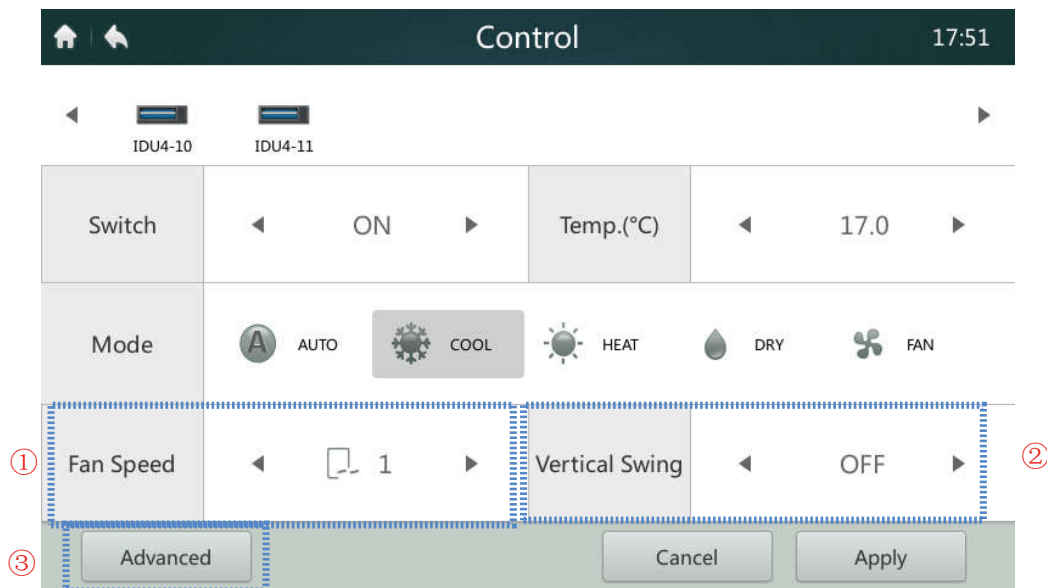 Control 17:51
IDU4-10 IDU4-11
Switch ON Temp.(°C) 17.0
Mode A AUTO COOL HEAT DRY FAN
① Fan Speed 1 Vertical Swing OFF ②
③ Advanced Cancel Apply